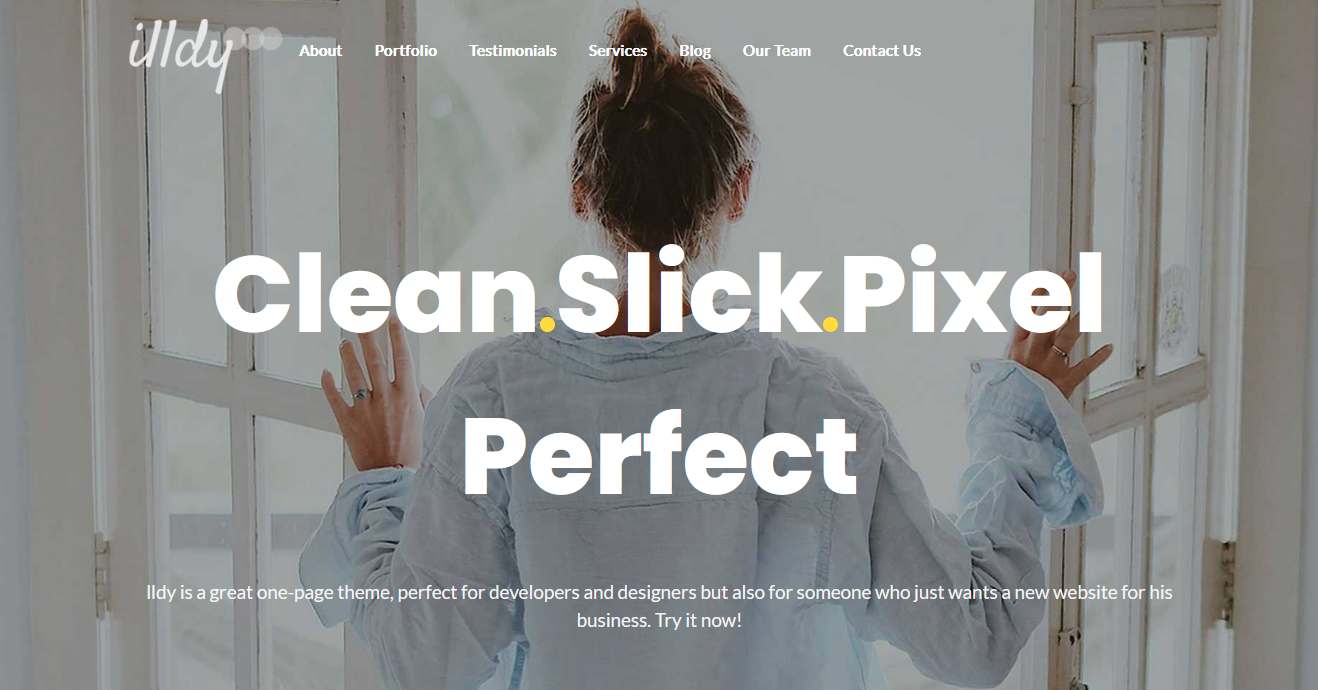 illdy
About Portfolio Testimonials Services Blog Our Team Contact Us
Clean.Slick.Pixel
Perfect
lldy is a great one-page theme, perfect for developers and designers but also for someone who just wants a new website for his
business. Try it now!